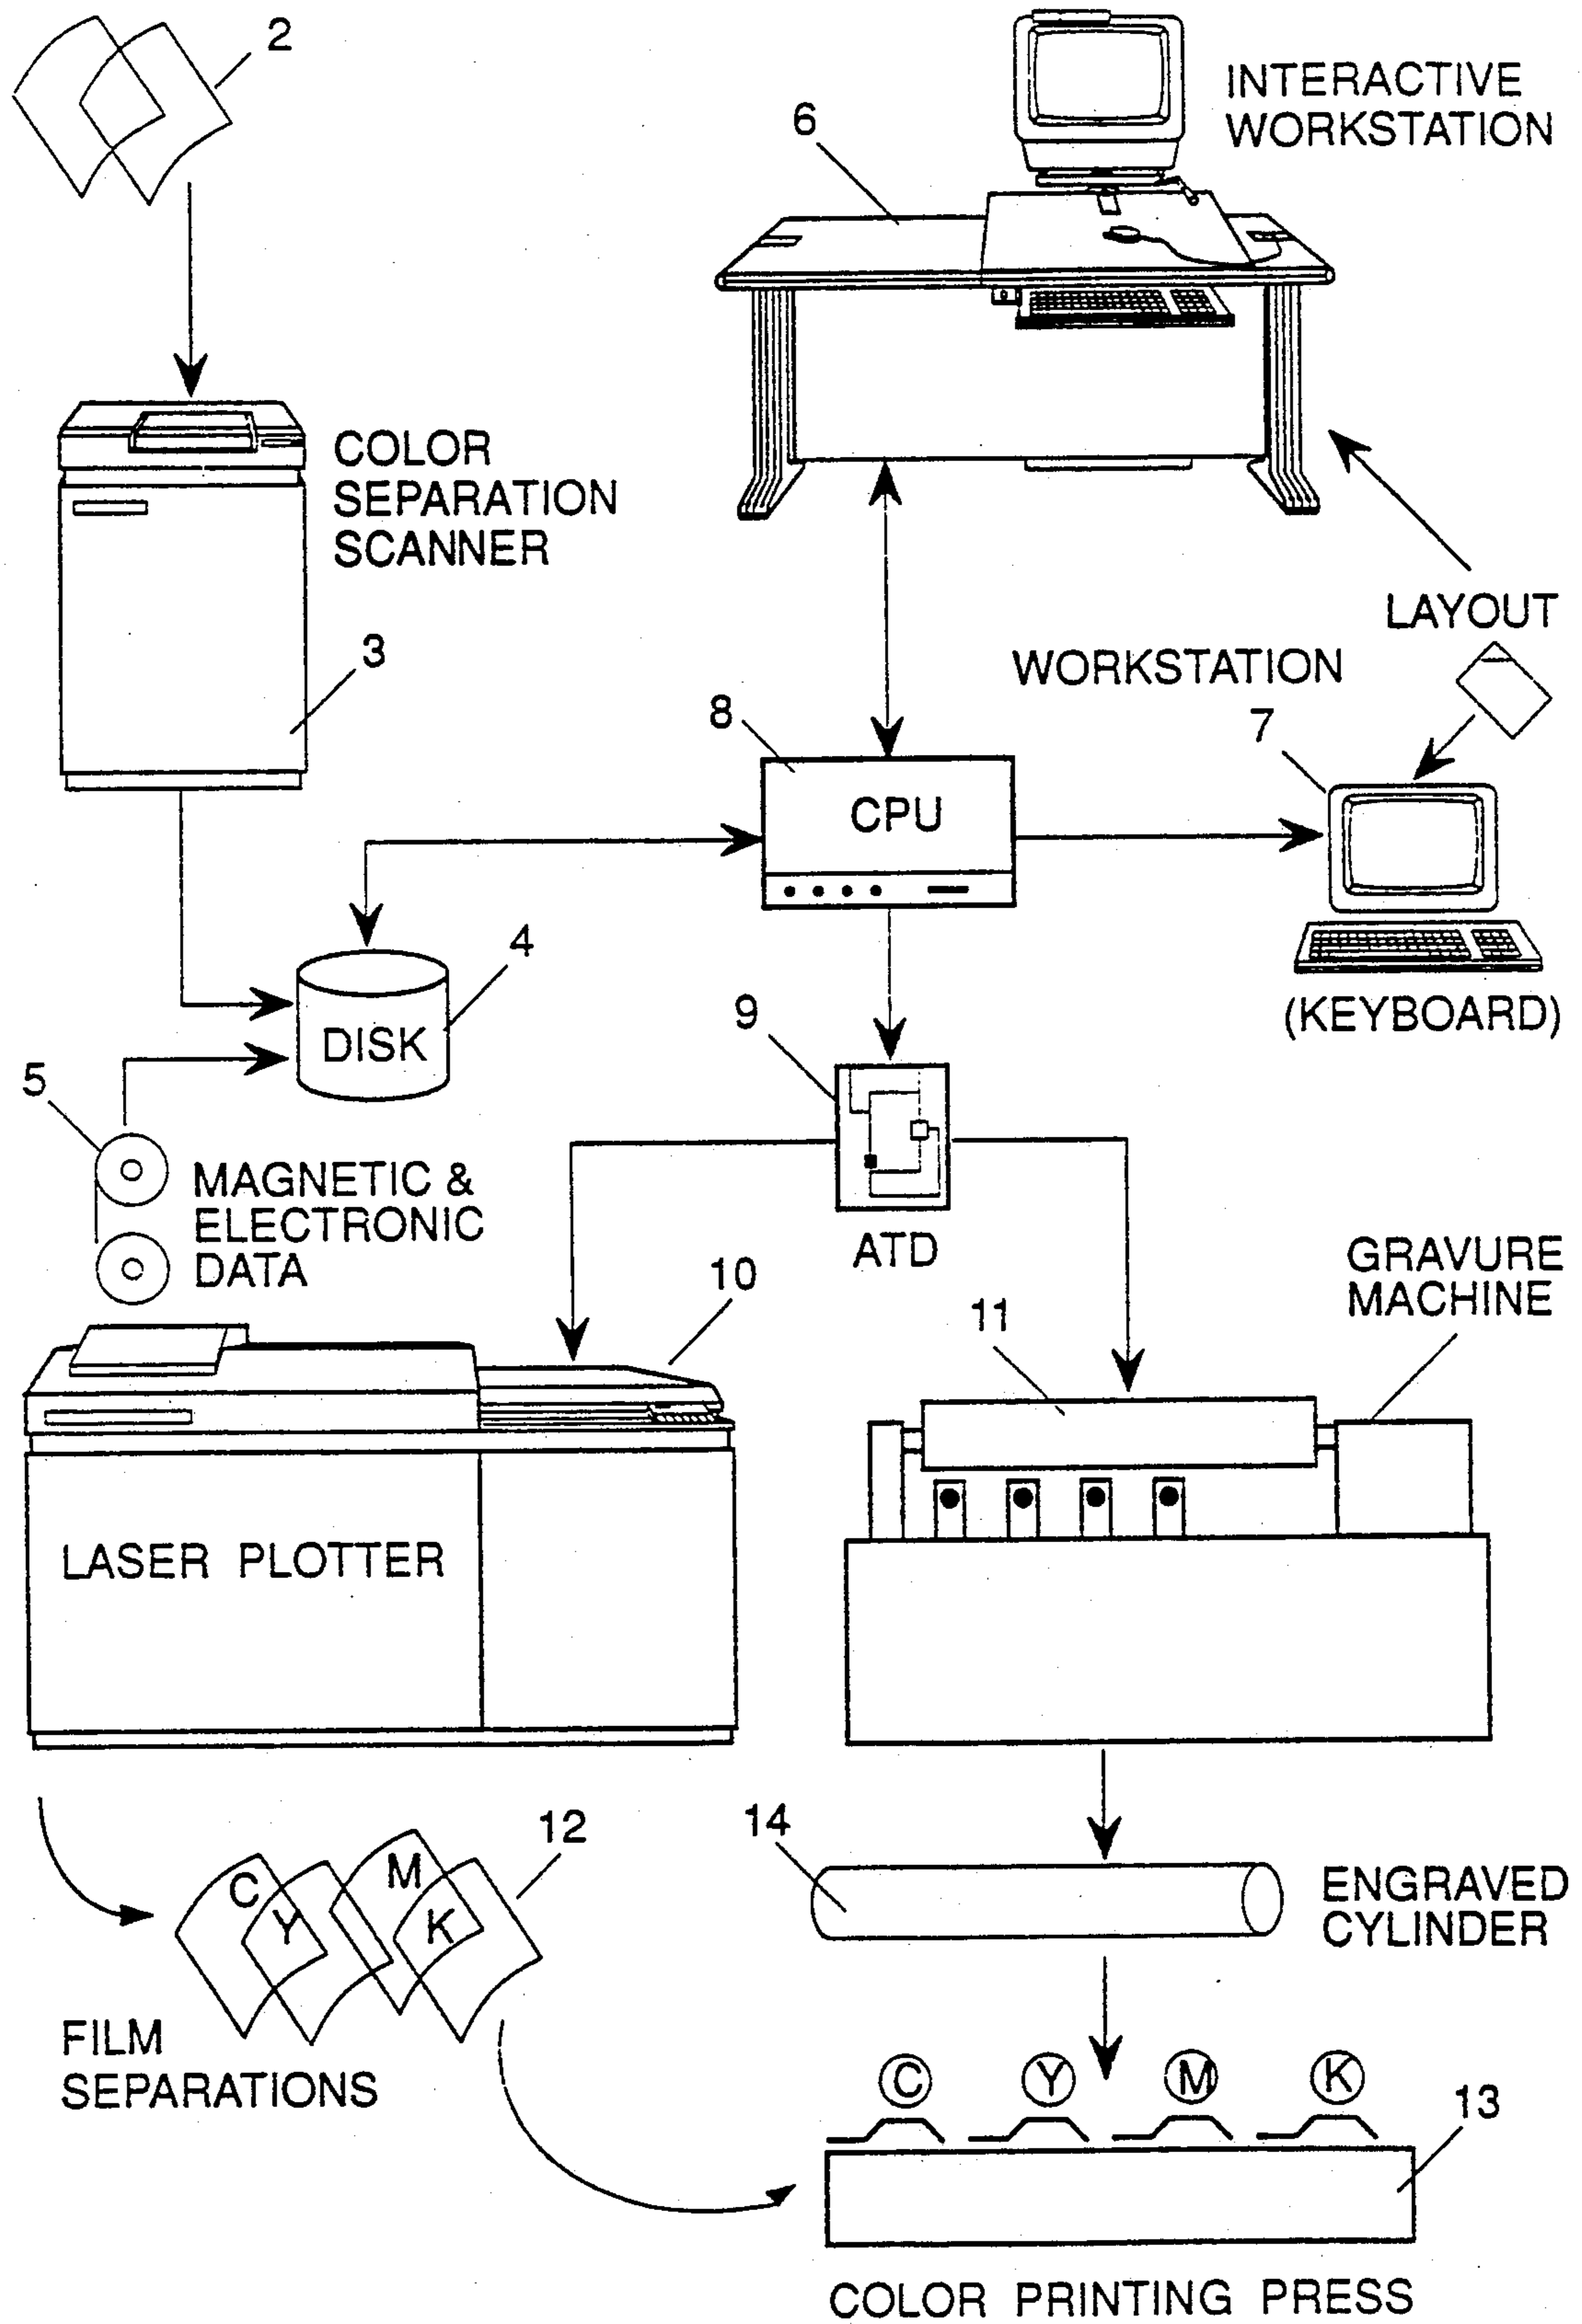 2
INTERACTIVE
WORKSTATION
6
COLOR
SEPARATION
SCANNER
3
LAYOUT
WORKSTATION
8
7
CPU
4
DISK
(KEYBOARD)
9
5
MAGNETIC &
ELECTRONIC
DATA
ATD
10
GRAVURE
MACHINE
11
LASER PLOTTER
12
14
C
Y
M
K
ENGRAVED
CYLINDER
FILM
SEPARATIONS
C
Y
M
K
13
COLOR PRINTING PRESS